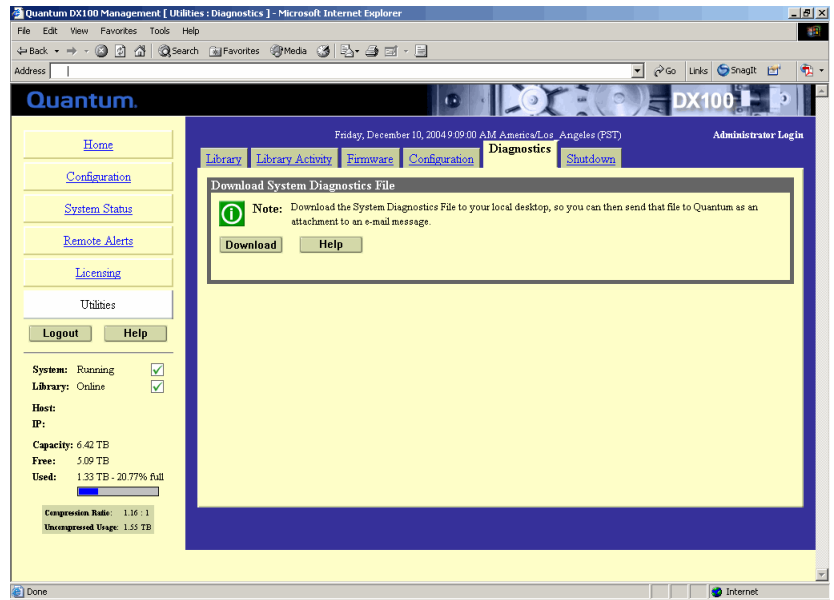 Quantum DX100 Management [ Utilities : Diagnostics ] - Microsoft Internet Explorer
File Edit View Favorites Tools Help
Back Search Favorites Media
Address Go Links SnagIt
Quantum. DX100
Friday, December 10, 2004 9:09:00 AM America/Los_Angeles (PST) Administrator Login
Library Library Activity Firmware Configuration Diagnostics Shutdown
Home
Configuration
System Status
Remote Alerts
Licensing
Utilities
Logout Help
System: Running
Library: Online
Host:
IP:
Capacity: 6.42 TB
Free: 5.09 TB
Used: 1.33 TB - 20.77% full
Compression Ratio: 1.16 : 1
Uncompressed Usage: 1.55 TB
Download System Diagnostics File
Note: Download the System Diagnostics File to your local desktop, so you can then send that file to Quantum as an
attachment to an e-mail message.
Download Help
Done Internet